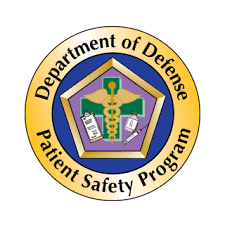 Department of Defense
Patient Safety Program